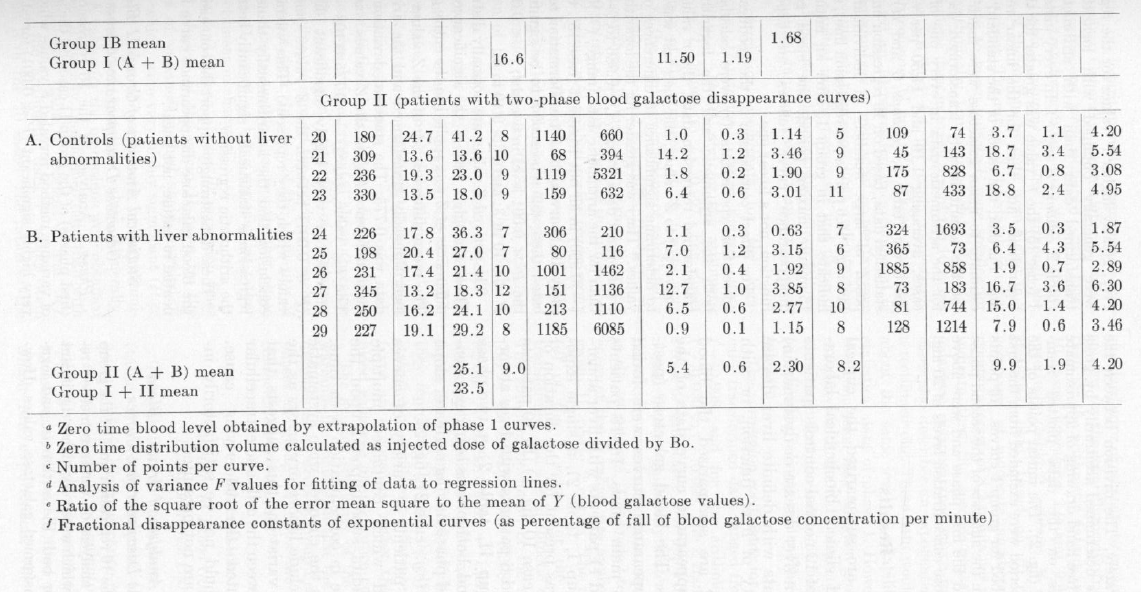 Group IB mean 1.68
Group I (A + B) mean 16.6 11.50 1.19
Group II (patients with two-phase blood galactose disappearance curves)
A. Controls (patients without liver 20 180 24.7 41.2 8 1140 660 1.0 0.3 1.14 5 109 74 3.7 1.1 4.20
abnormalities) 21 309 13.6 13.6 10 68 394 14.2 1.2 3.46 9 45 143 18.7 3.4 5.54
22 236 19.3 23.0 9 1119 5321 1.8 0.2 1.90 9 175 828 6.7 0.8 3.08
23 330 13.5 18.0 9 159 632 6.4 0.6 3.01 11 87 433 18.8 2.4 4.95
B. Patients with liver abnormalities 24 226 17.8 36.3 7 306 210 1.1 0.3 0.63 7 324 1693 3.5 0.3 1.87
25 198 20.4 27.0 7 80 116 7.0 1.2 3.15 6 365 73 6.4 4.3 5.54
26 231 17.4 21.4 10 1001 1462 2.1 0.4 1.92 9 1885 858 1.9 0.7 2.89
27 345 13.2 18.3 12 151 1136 12.7 1.0 3.85 8 73 183 16.7 3.6 6.30
28 250 16.2 24.1 10 213 1110 6.5 0.6 2.77 10 81 744 15.0 1.4 4.20
29 227 19.1 29.2 8 1185 6085 0.9 0.1 1.15 8 128 1214 7.9 0.6 3.46
Group II (A + B) mean 25.1 9.0 5.4 0.6 2.30 8.2 9.9 1.9 4.20
Group I + II mean 23.5
a Zero time blood level obtained by extrapolation of phase 1 curves.
b Zero time distribution volume calculated as injected dose of galactose divided by Bo.
c Number of points per curve.
d Analysis of variance F values for fitting of data to regression lines.
e Ratio of the square root of the error mean square to the mean of Y (blood galactose values).
f Fractional disappearance constants of exponential curves (as percentage of fall of blood galactose concentration per minute)